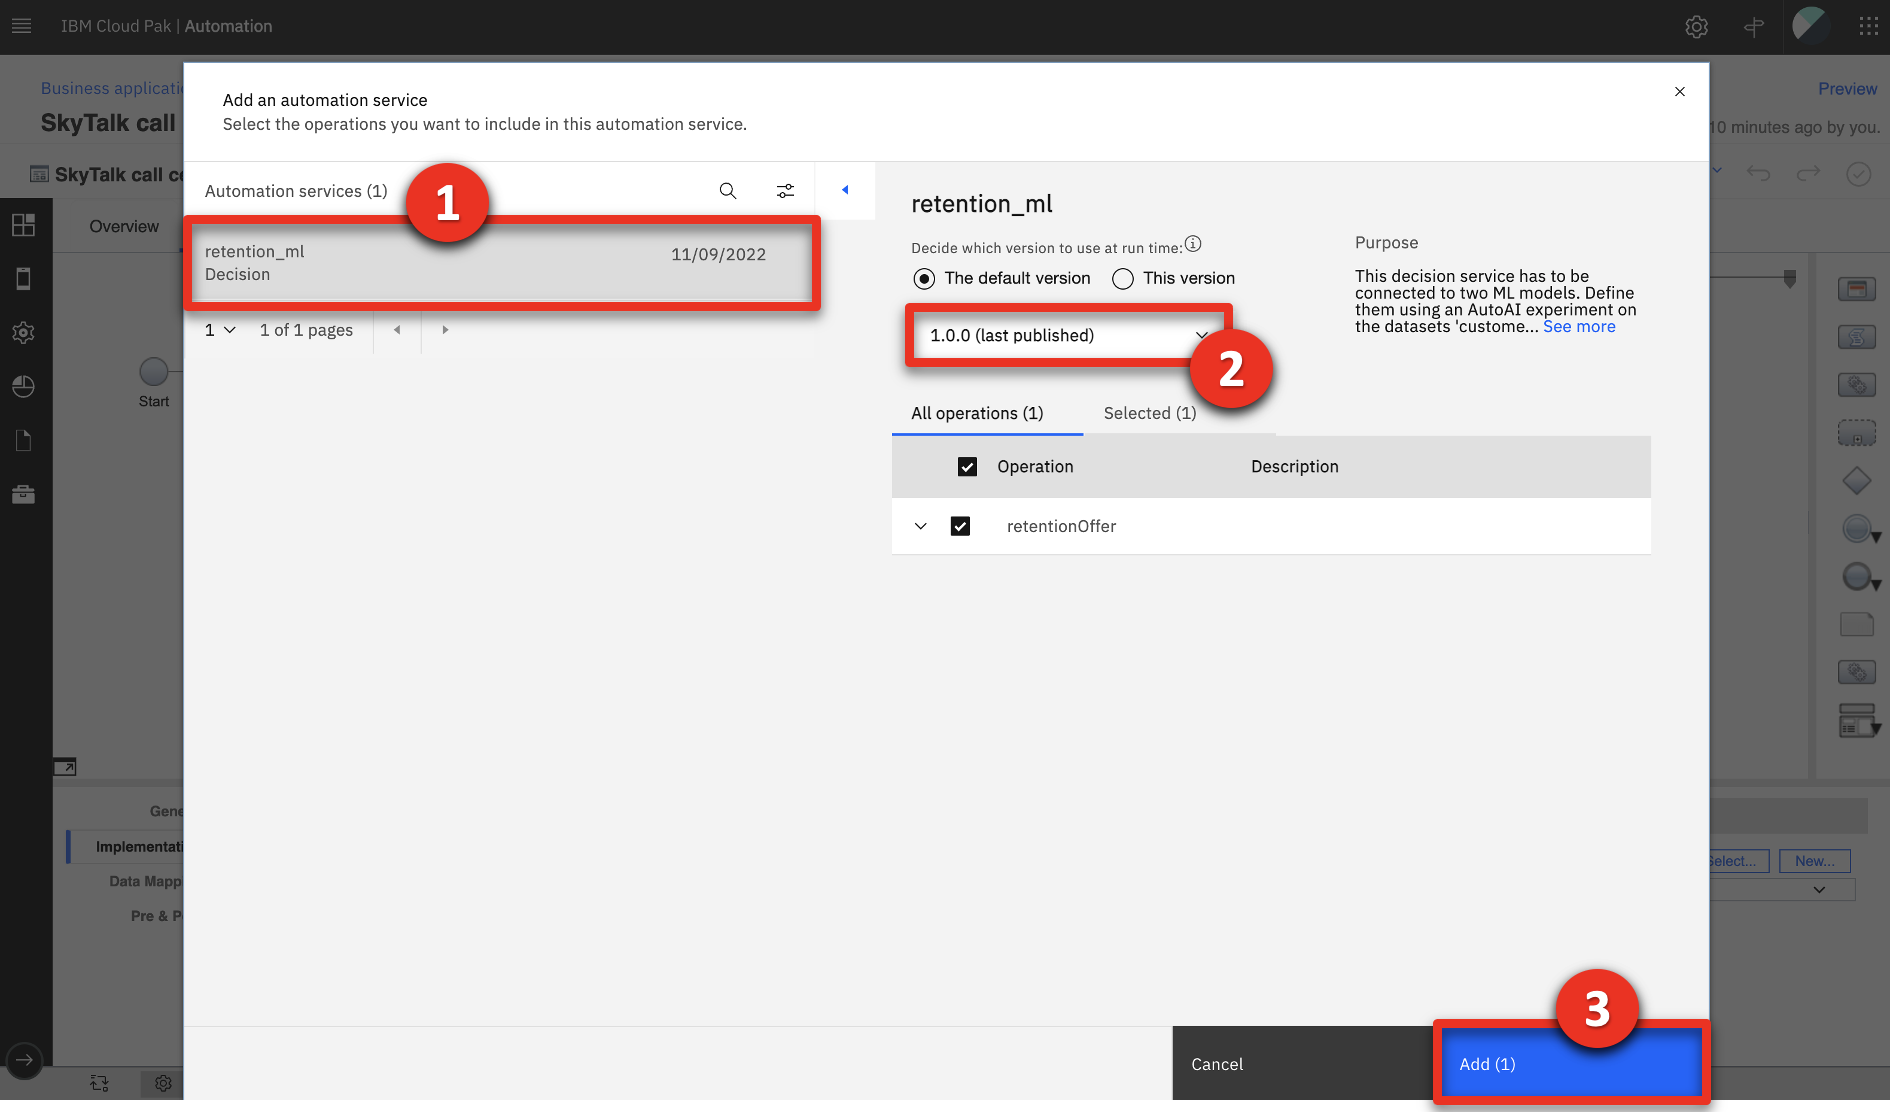 IBM Cloud Pak | Automation
Business applicatio
Preview
SkyTalk call
10 minutes ago by you.
SkyTalk call co
Overview
Start
Add an automation service
Select the operations you want to include in this automation service.
Automation services (1)
1
retention_ml
11/09/2022
Decision
1
1 of 1 pages
retention_ml
Decide which version to use at run time:
The default version
This version
1.0.0 (last published)
2
Purpose
This decision service has to be
connected to two ML models. Define
them using an AutoAI experiment on
the datasets 'custome... See more
All operations (1)
Selected (1)
Operation
Description
retentionOffer
Gene
Implementati
Data Mapp
Pre & P
Select...
New...
3
Cancel
Add (1)